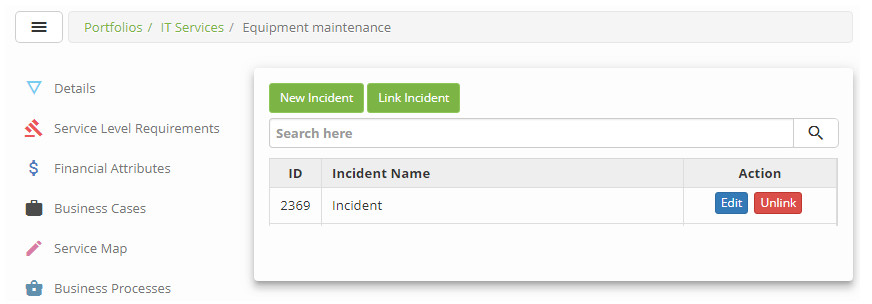 Portfolios / IT Services / Equipment maintenance
Details
Service Level Requirements
Financial Attributes
Business Cases
Service Map
Business Processes
New Incident Link Incident
Search here
ID Incident Name Action
2369 Incident Edit Unlink